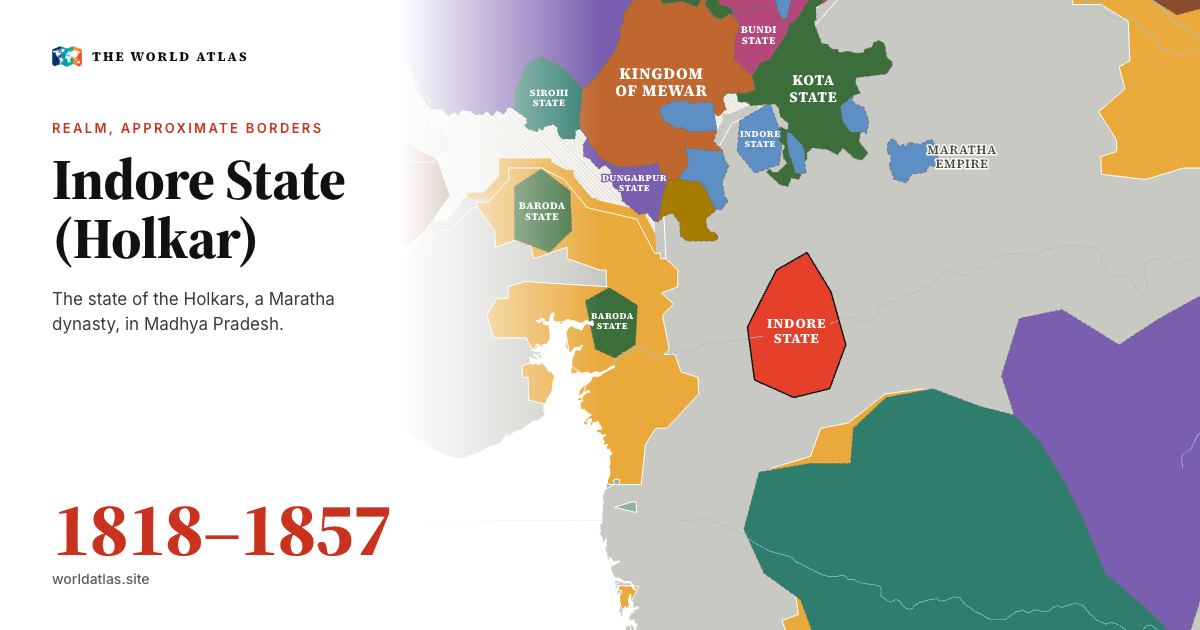 THE WORLD ATLAS
REALM, APPROXIMATE BORDERS
Indore State
(Holkar)
The state of the Holkars, a Maratha
dynasty, in Madhya Pradesh.
1818–1857
worldatlas.site
BUNDI
STATE
KINGDOM
OF MEWAR
KOTA
STATE
SIROHI
STATE
INDORE
STATE
MARATHA
EMPIRE
DUNGARPUR
STATE
BARODA
STATE
BARODA
STATE
INDORE
STATE